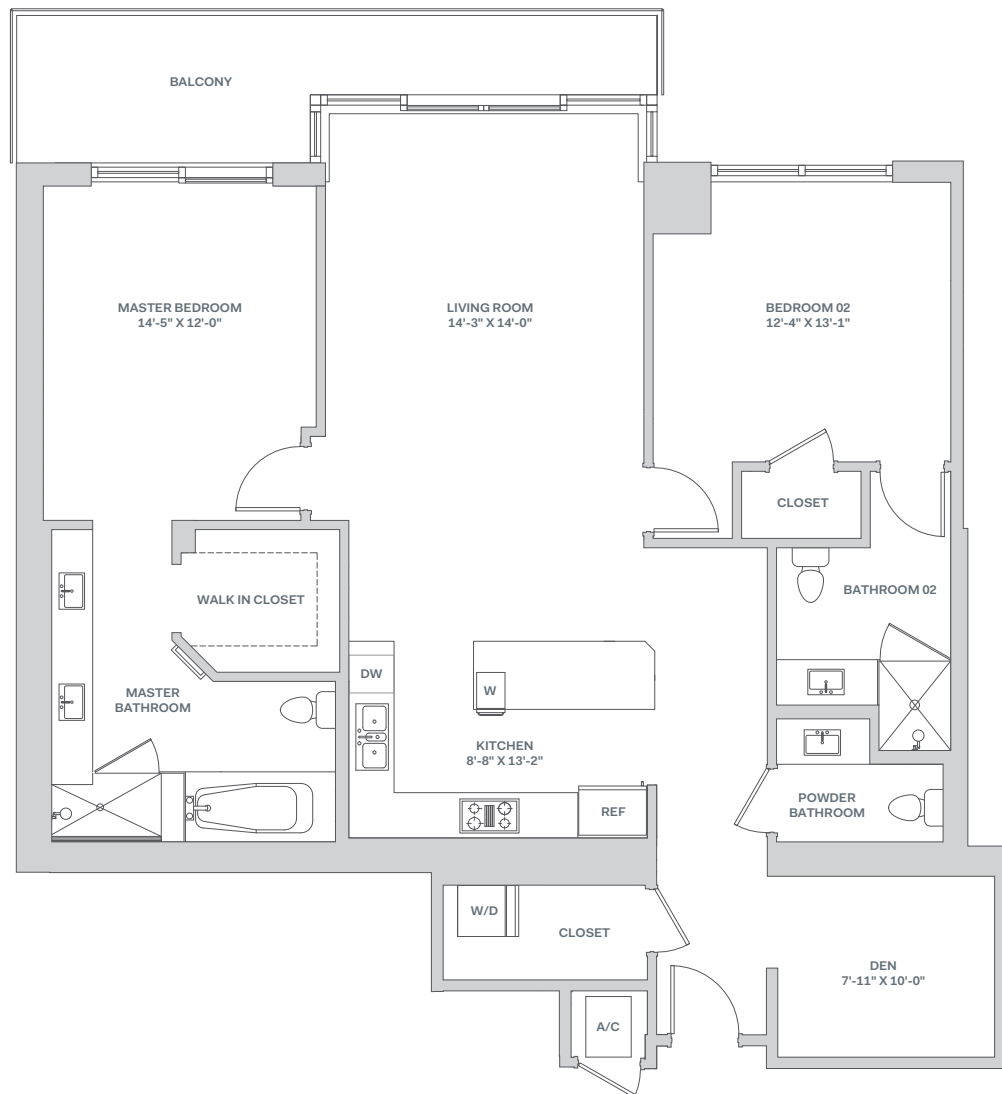 BALCONY
MASTER BEDROOM
14'-5" X 12'-0"
LIVING ROOM
14'-3" X 14'-0"
BEDROOM 02
12'-4" X 13'-1"
CLOSET
BATHROOM 02
WALK IN CLOSET
DW
W
MASTER
BATHROOM
KITCHEN
8'-8" X 13'-2"
REF
POWDER
BATHROOM
W/D
CLOSET
DEN
7'-11" X 10'-0"
A/C